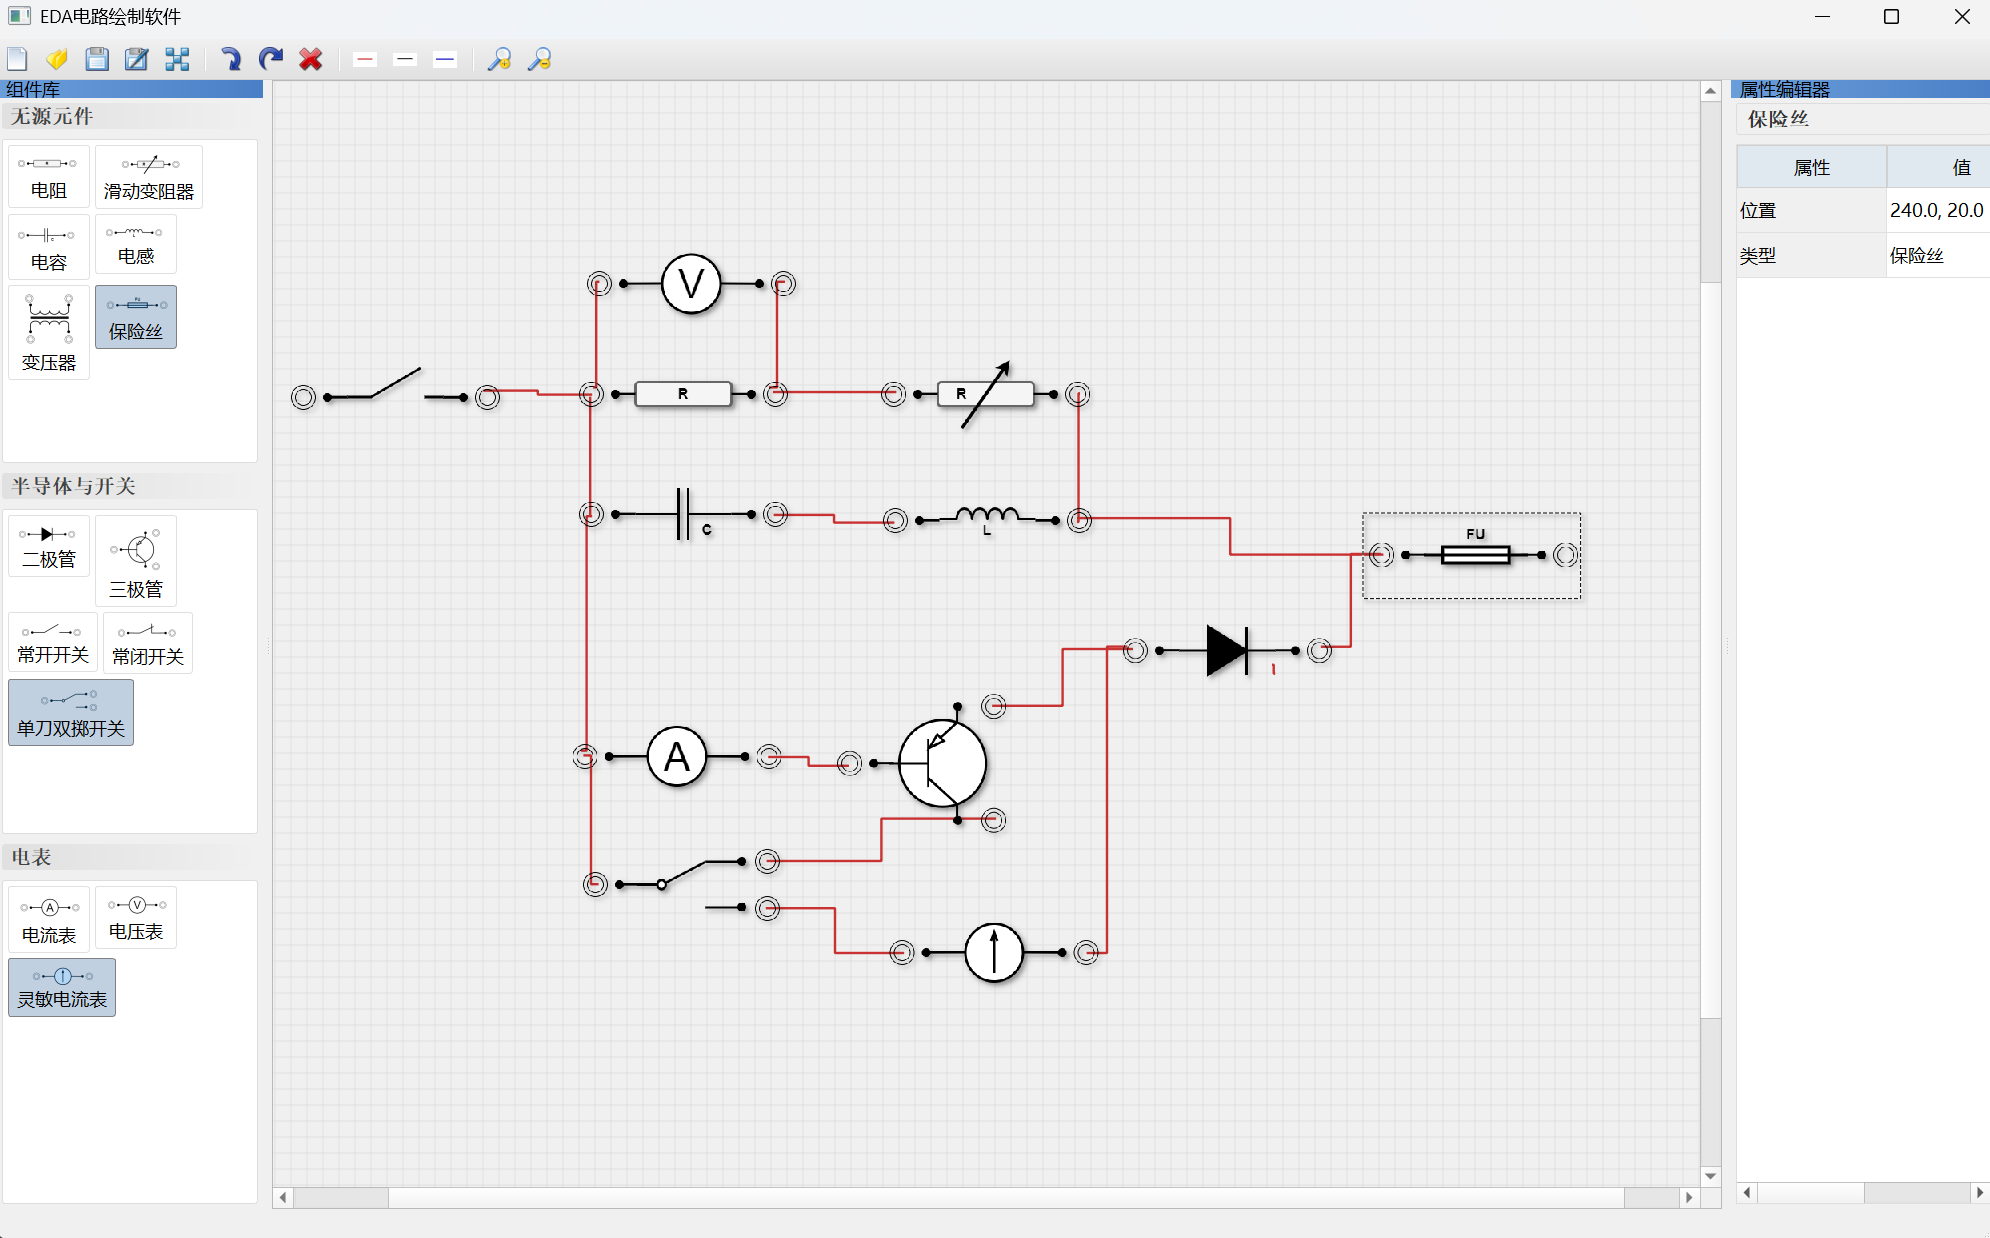 EDA电路绘制软件
组件库
无源元件
电阻
滑动变阻器
电容
电感
变压器
保险丝
半导体与开关
二极管
三极管
常开开关
常闭开关
单刀双掷开关
电表
电流表
电压表
灵敏电流表
V
R
R
C
L
FU
A
属性编辑器
保险丝
属性 值
位置 240.0, 20.0
类型 保险丝